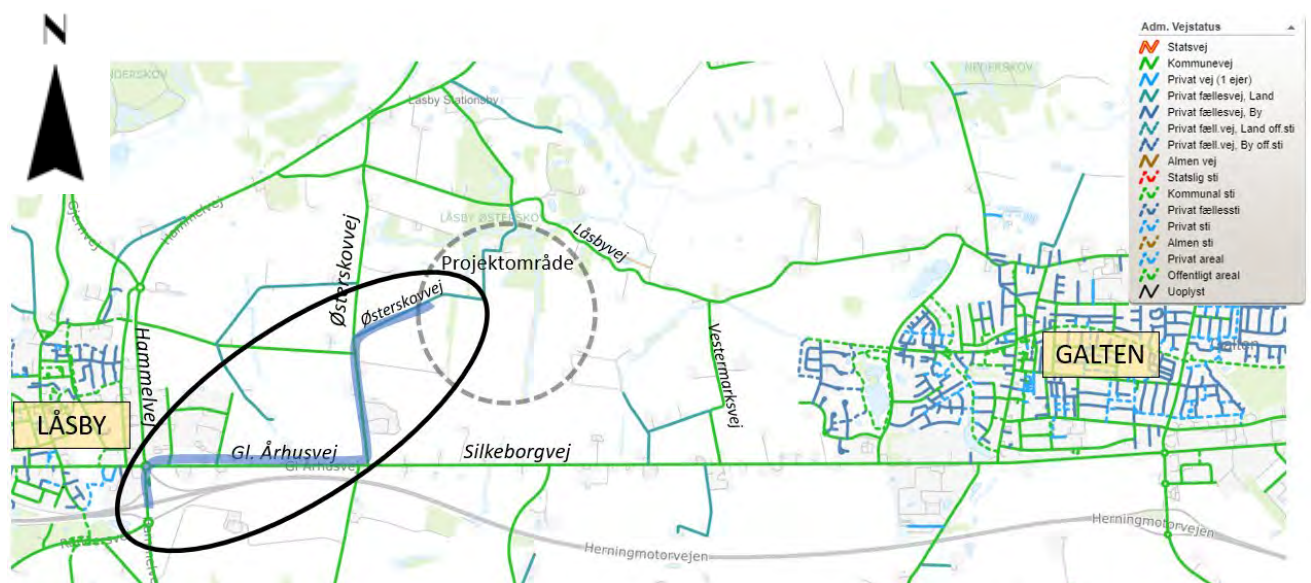 N
Adm. Vejstatus
Statsvej
Kommunevej
Privat vej (1 ejer)
Privat fællesvej, Land
Privat fællesvej, By
Privat fæll.vej, Land off.sti
Privat fæll.vej, By off.sti
Almen vej
Statslig sti
Kommunal sti
Privat fællessti
Privat sti
Almen sti
Privat areal
Offentligt areal
Uoplyst
Låsby Stationsby
Hammelvej
LÅSBY ØSTERSKOV
Låsbyvej
Projektområde
Østerskovvej
Østerskovvej
Vestermarksvej
Hammelvej
GALTEN
LÅSBY
Gl. Århusvej
Gl Århusvej
Silkeborgvej
Herningmotorvejen
Herningmotorvejen